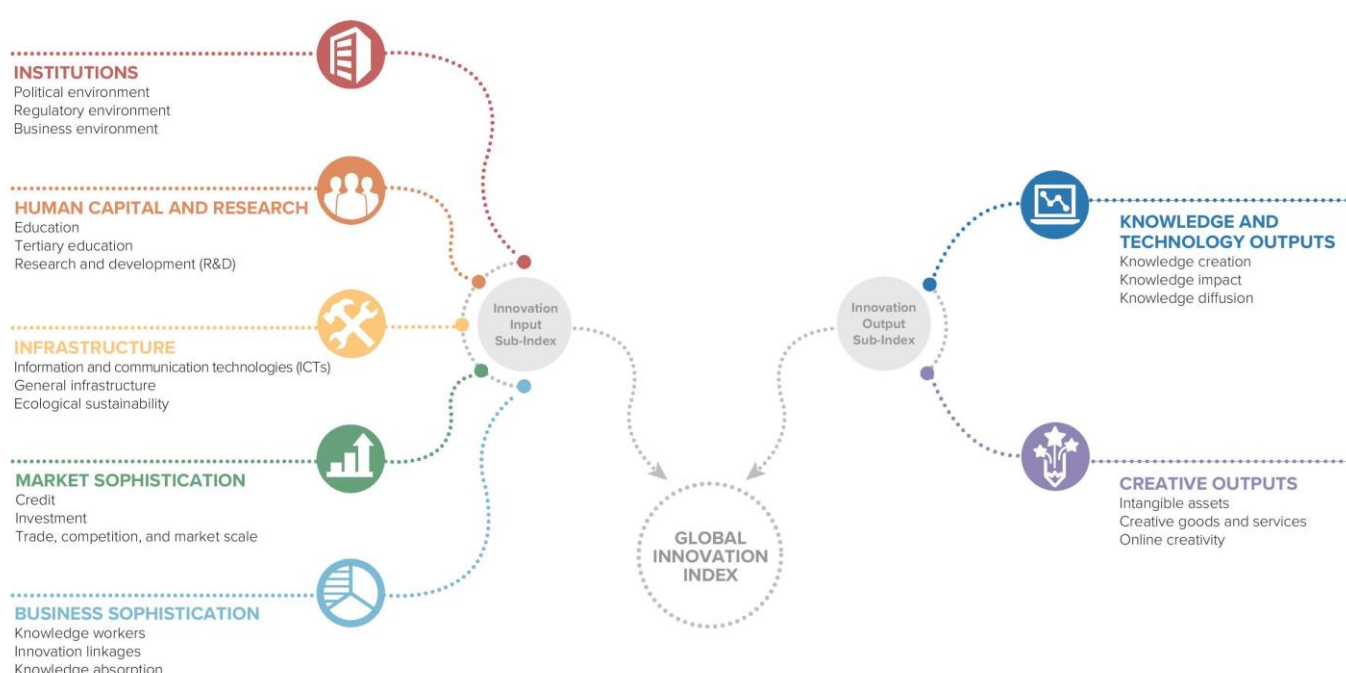 INSTITUTIONS
Political environment
Regulatory environment
Business environment
HUMAN CAPITAL AND RESEARCH
Education
Tertiary education
Research and development (R&D)
INFRASTRUCTURE
Information and communication technologies (ICTs)
General infrastructure
Ecological sustainability
MARKET SOPHISTICATION
Credit
Investment
Trade, competition, and market scale
BUSINESS SOPHISTICATION
Knowledge workers
Innovation linkages
Knowledge absorption
Innovation
Input
Sub-Index
GLOBAL
INNOVATION
INDEX
Innovation
Output
Sub-Index
KNOWLEDGE AND
TECHNOLOGY OUTPUTS
Knowledge creation
Knowledge impact
Knowledge diffusion
CREATIVE OUTPUTS
Intangible assets
Creative goods and services
Online creativity